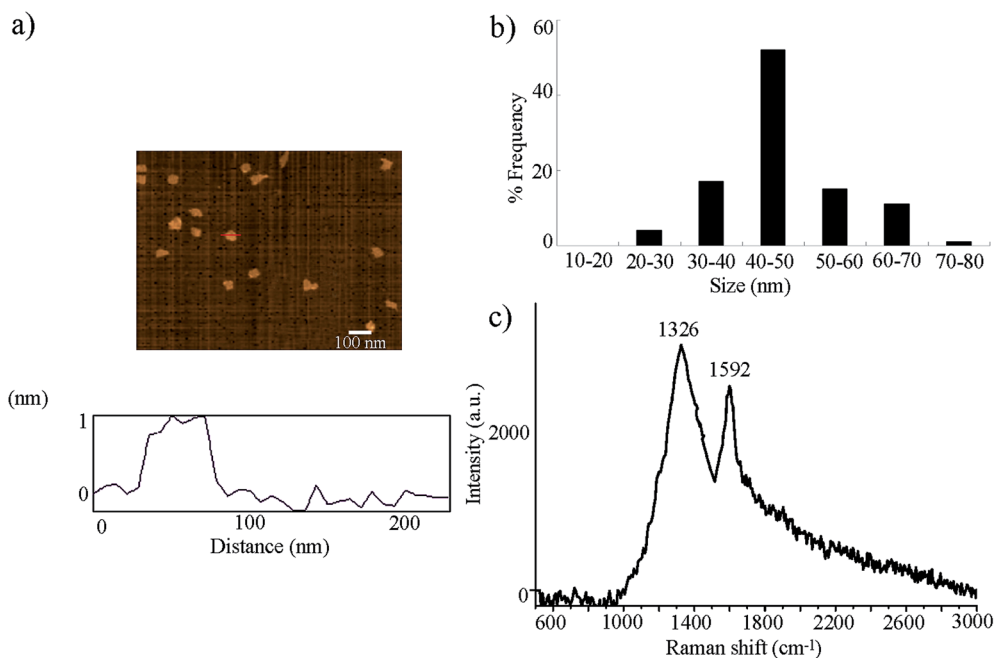 a)
100 nm
(nm)
1
0
0 100 200
Distance (nm)
b)
60
40
20
0
% Frequency
10-20 20-30 30-40 40-50 50-60 60-70 70-80
Size (nm)
c)
1326
1592
2000
0
Intensity (a.u.)
600 1000 1400 1800 2200 2600 3000
Raman shift (cm⁻¹)